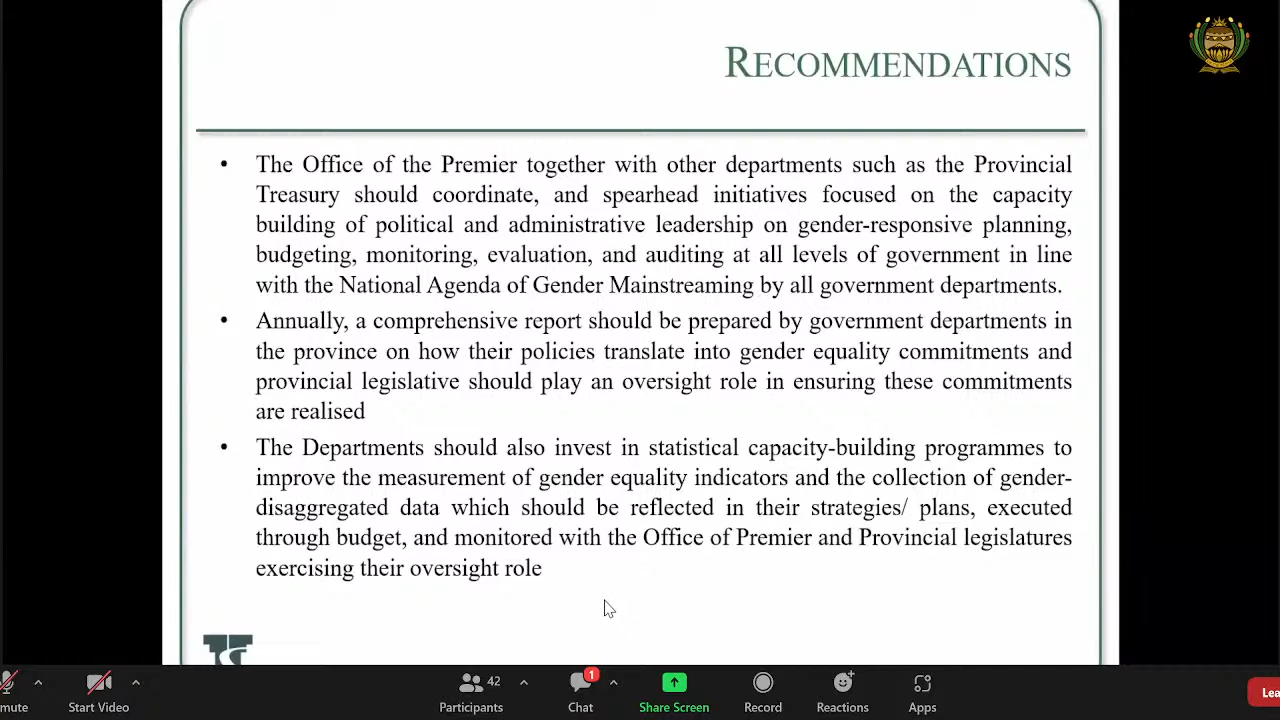 RECOMMENDATIONS
• The Office of the Premier together with other departments such as the Provincial
Treasury should coordinate, and spearhead initiatives focused on the capacity
building of political and administrative leadership on gender-responsive planning,
budgeting, monitoring, evaluation, and auditing at all levels of government in line
with the National Agenda of Gender Mainstreaming by all government departments.
• Annually, a comprehensive report should be prepared by government departments in
the province on how their policies translate into gender equality commitments and
provincial legislative should play an oversight role in ensuring these commitments
are realised
• The Departments should also invest in statistical capacity-building programmes to
improve the measurement of gender equality indicators and the collection of gender-
disaggregated data which should be reflected in their strategies/ plans, executed
through budget, and monitored with the Office of Premier and Provincial legislatures
exercising their oversight role
42
1
mute
Start Video
Participants
Chat
Share Screen
Record
Reactions
Apps
Lea